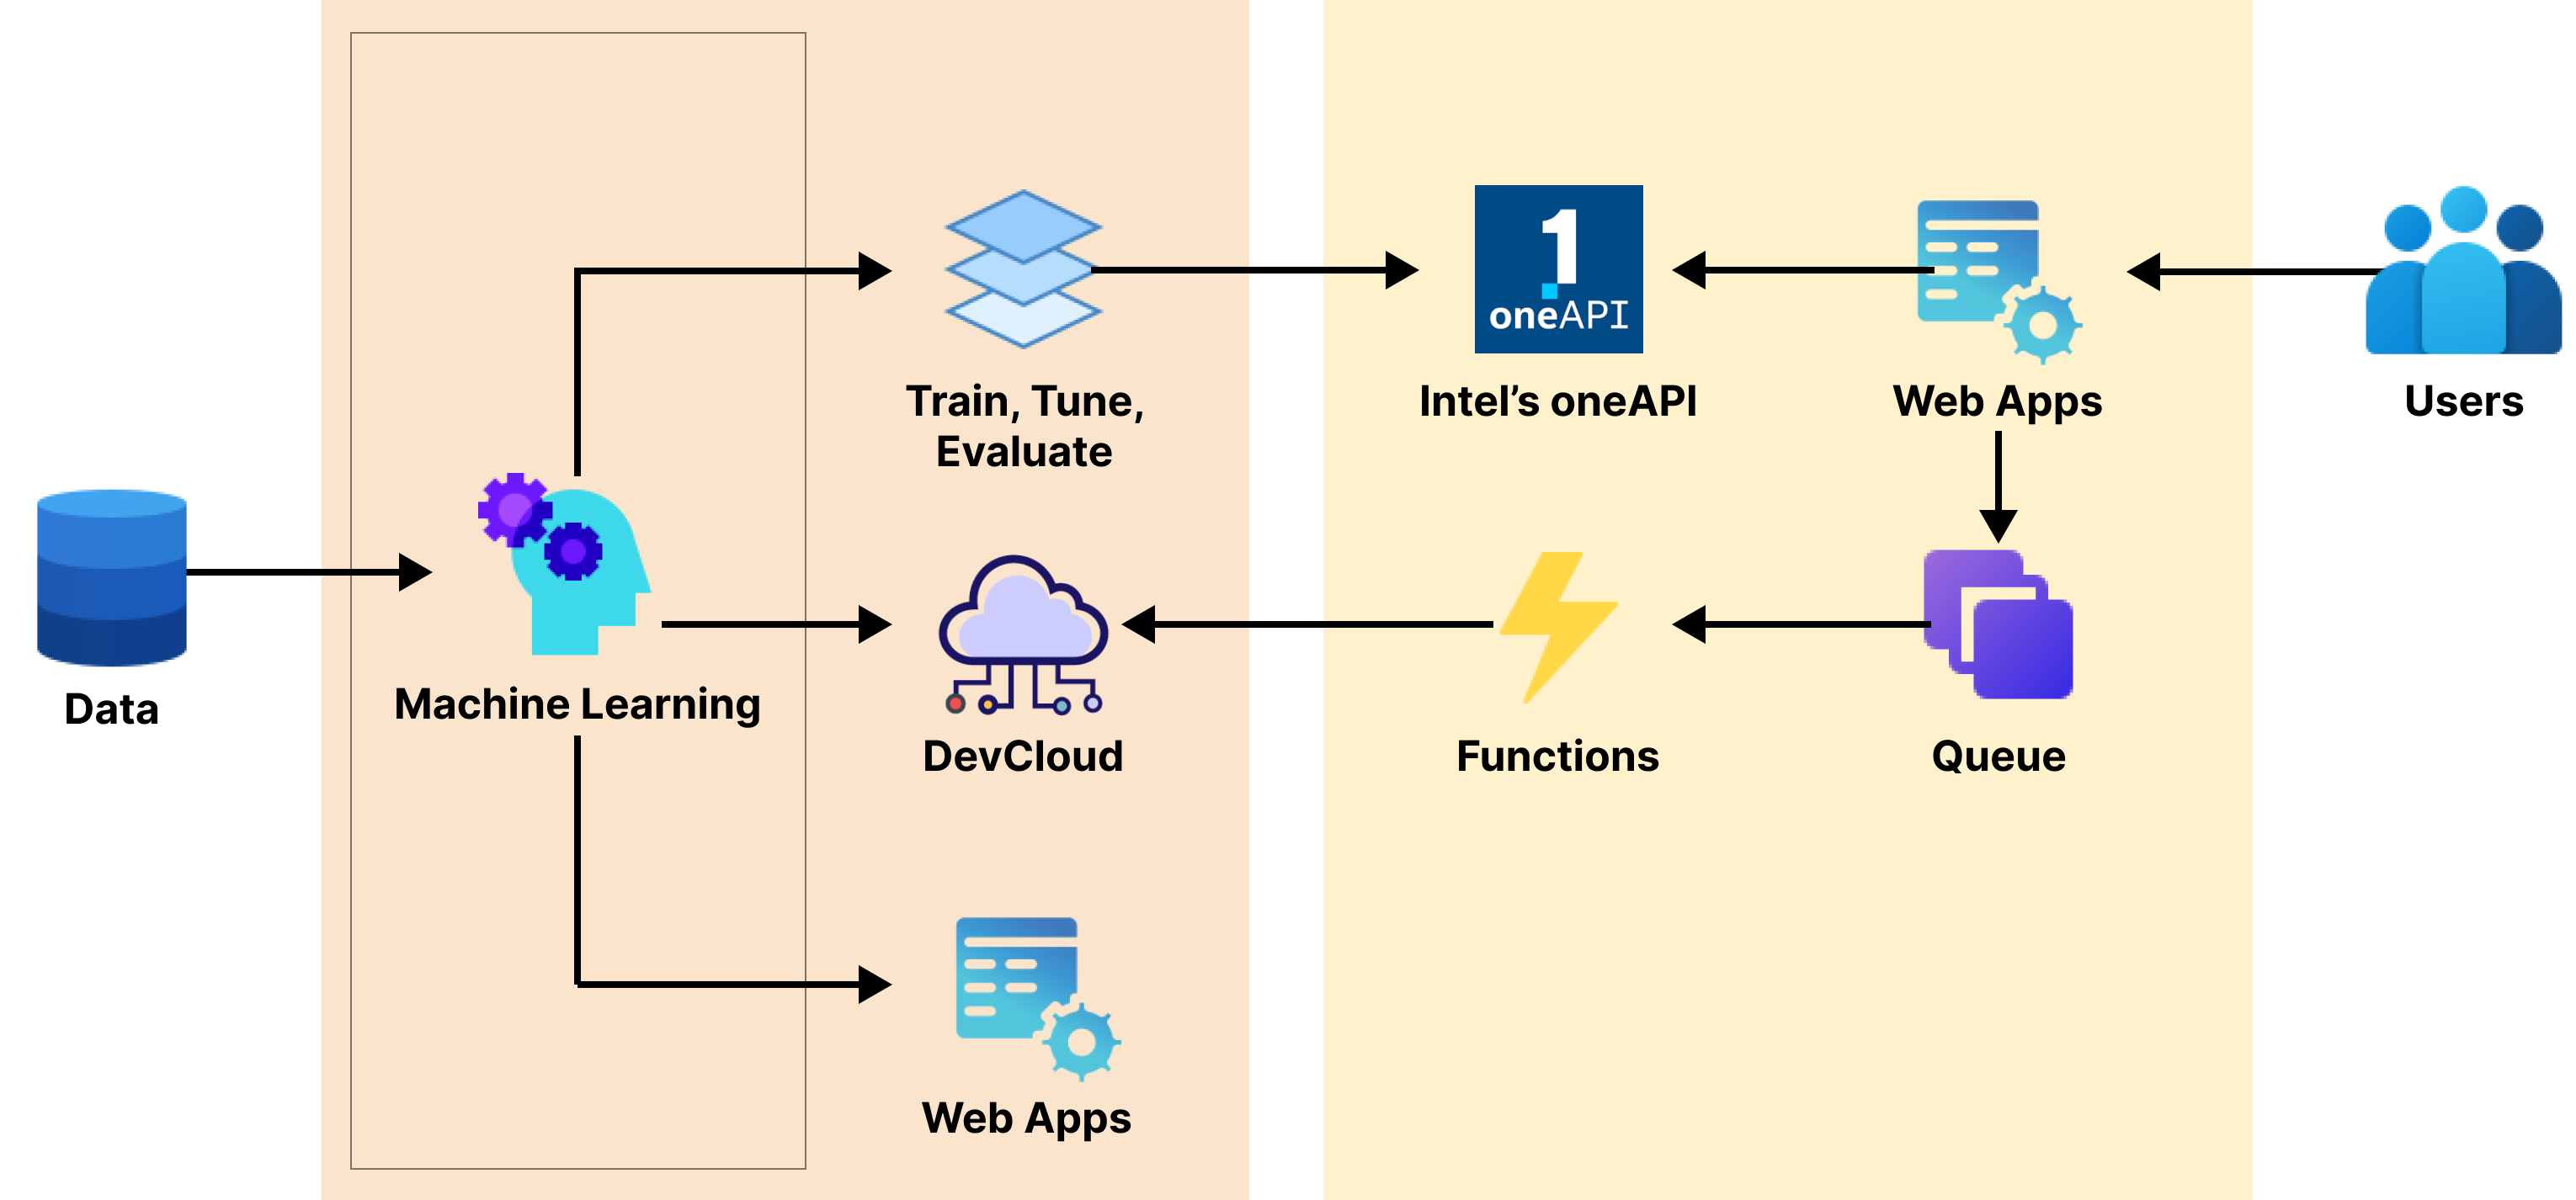 1
oneAPI
Train, Tune,
Evaluate
Intel’s oneAPI
Web Apps
Users
Data
Machine Learning
DevCloud
Functions
Queue
Web Apps